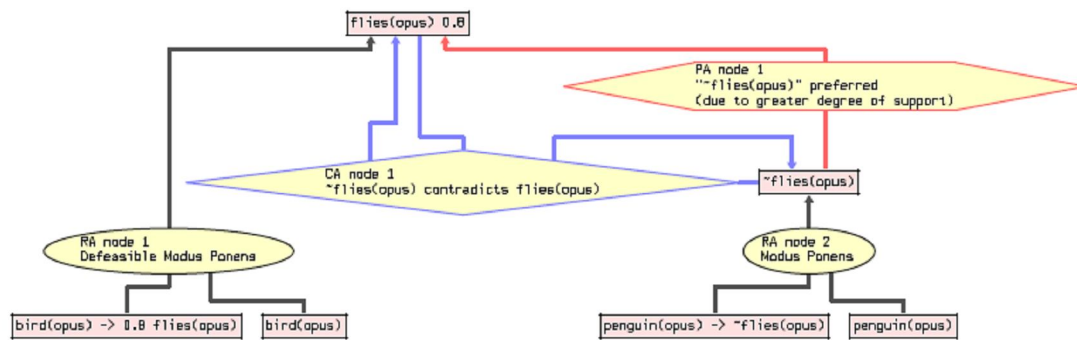 flies(opus) 0.8
PA node 1
"~flies(opus)" preferred
(due to greater degree of support)
CA node 1
~flies(opus) contradicts flies(opus)
~flies(opus)
RA node 1
Defeasible Modus Ponens
RA node 2
Modus Ponens
bird(opus) -> 0.8 flies(opus)
bird(opus)
penguin(opus) -> ~flies(opus)
penguin(opus)